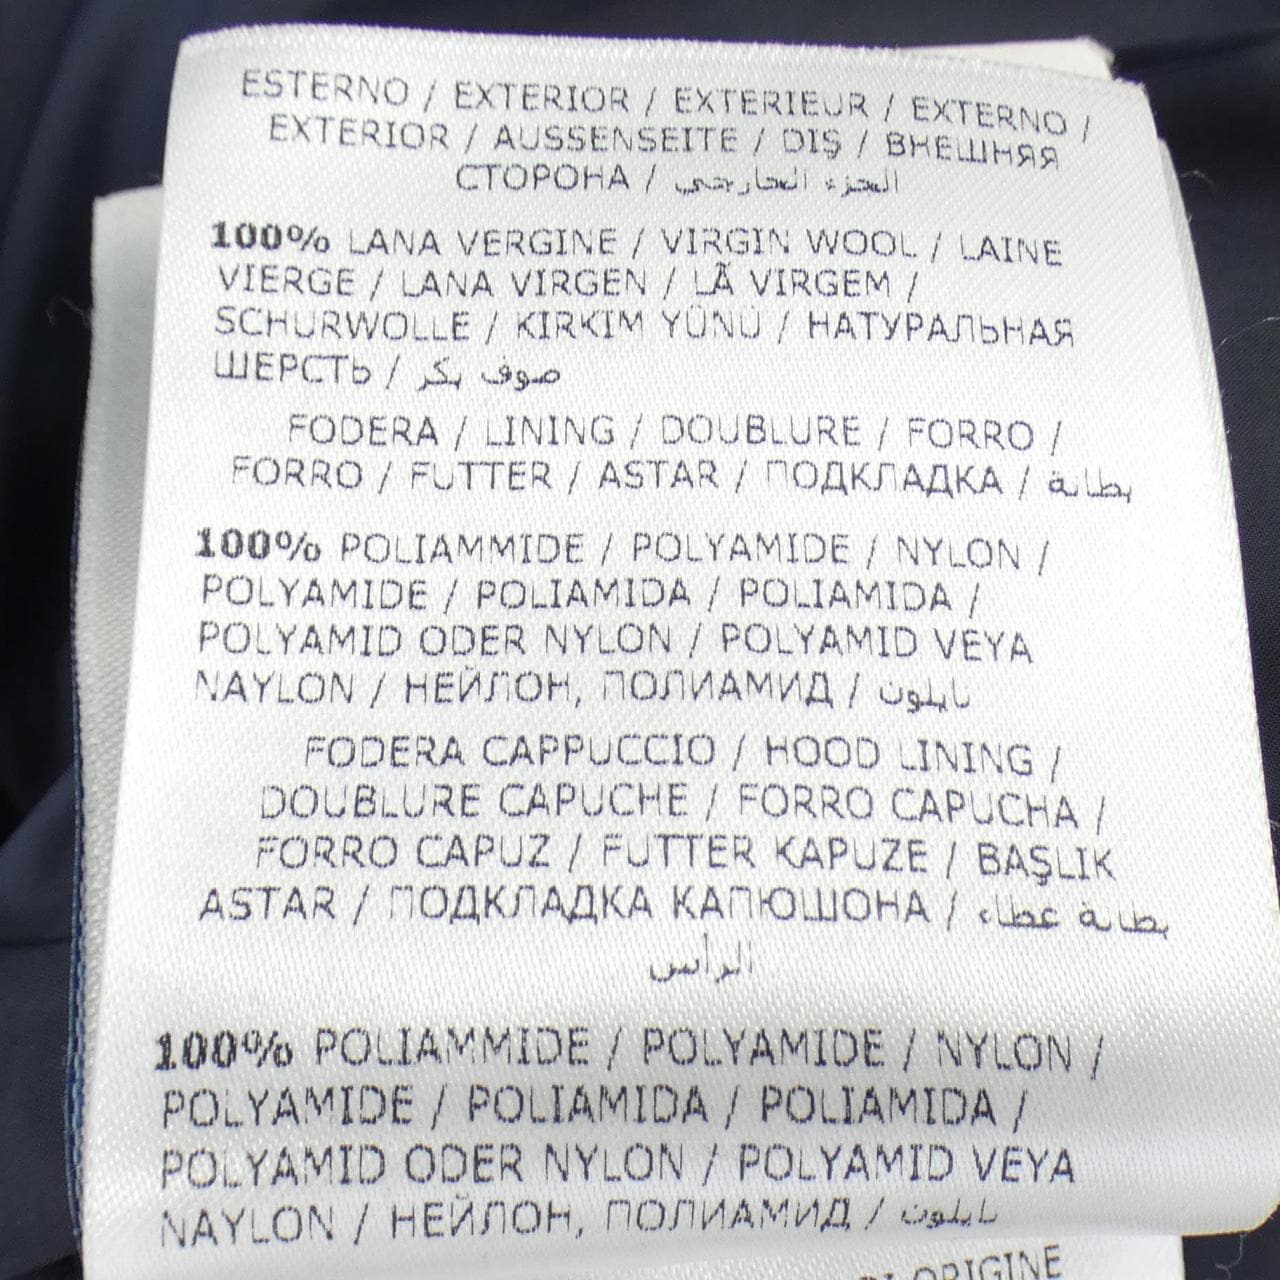 ESTERNO / EXTERIOR / EXTERIEUR / EXTERNO /
EXTERIOR / AUSSENSEITE / DIŞ / ВНЕШНЯЯ
СТОРОНА / الجزء الخارجي
100% LANA VERGINE / VIRGIN WOOL / LAINE
VIERGE / LANA VIRGEN / LÃ VIRGEM /
SCHURWOLLE / KIRKIM YÜNÜ / НАТУРАЛЬНАЯ
ШЕРСТЬ / صوف بكر
FODERA / LINING / DOUBLURE / FORRO /
FORRO / FUTTER / ASTAR / ПОДКЛАДКА / بطانة
100% POLIAMMIDE / POLYAMIDE / NYLON /
POLYAMIDE / POLIAMIDA / POLIAMIDA /
POLYAMID ODER NYLON / POLYAMID VEYA
NAYLON / НЕЙЛОН, ПОЛИАМИД / نايلون
FODERA CAPPUCCIO / HOOD LINING /
DOUBLURE CAPUCHE / FORRO CAPUCHA /
FORRO CAPUZ / FUTTER KAPUZE / BAŞLIK
ASTAR / ПОДКЛАДКА КАПЮШОНА / بطانة غطاء
الرأس
100% POLIAMMIDE / POLYAMIDE / NYLON /
POLYAMIDE / POLIAMIDA / POLIAMIDA /
POLYAMID ODER NYLON / POLYAMID VEYA
NAYLON / НЕЙЛОН, ПОЛИАМИД / نايلون
ORIGINE